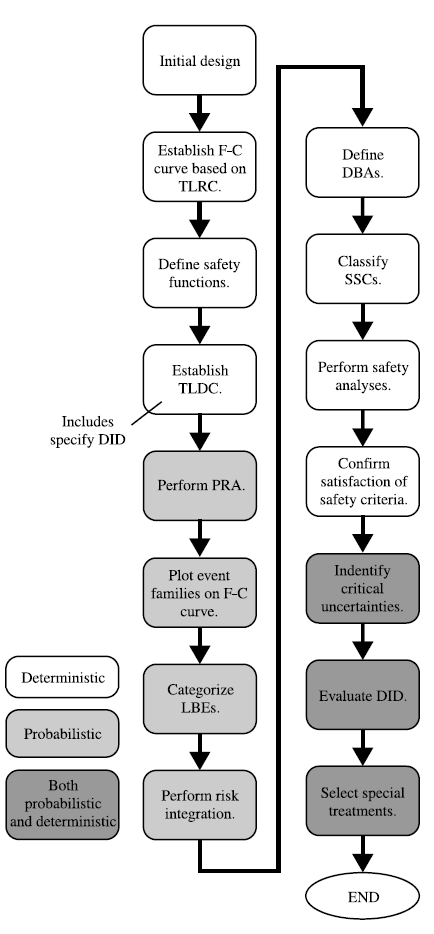 Initial design
Establish F–C
curve based on
TLRC.
Define safety
functions.
Establish
TLDC.
Includes
specify DID
Perform PRA.
Plot event
families on F–C
curve.
Categorize
LBEs.
Perform risk
integration.
Deterministic
Probabilistic
Both
probabilistic
and deterministic
Define
DBAs.
Classify
SSCs.
Perform safety
analyses.
Confirm
satisfaction of
safety criteria.
Indentify
critical
uncertainties.
Evaluate DID.
Select special
treatments.
END